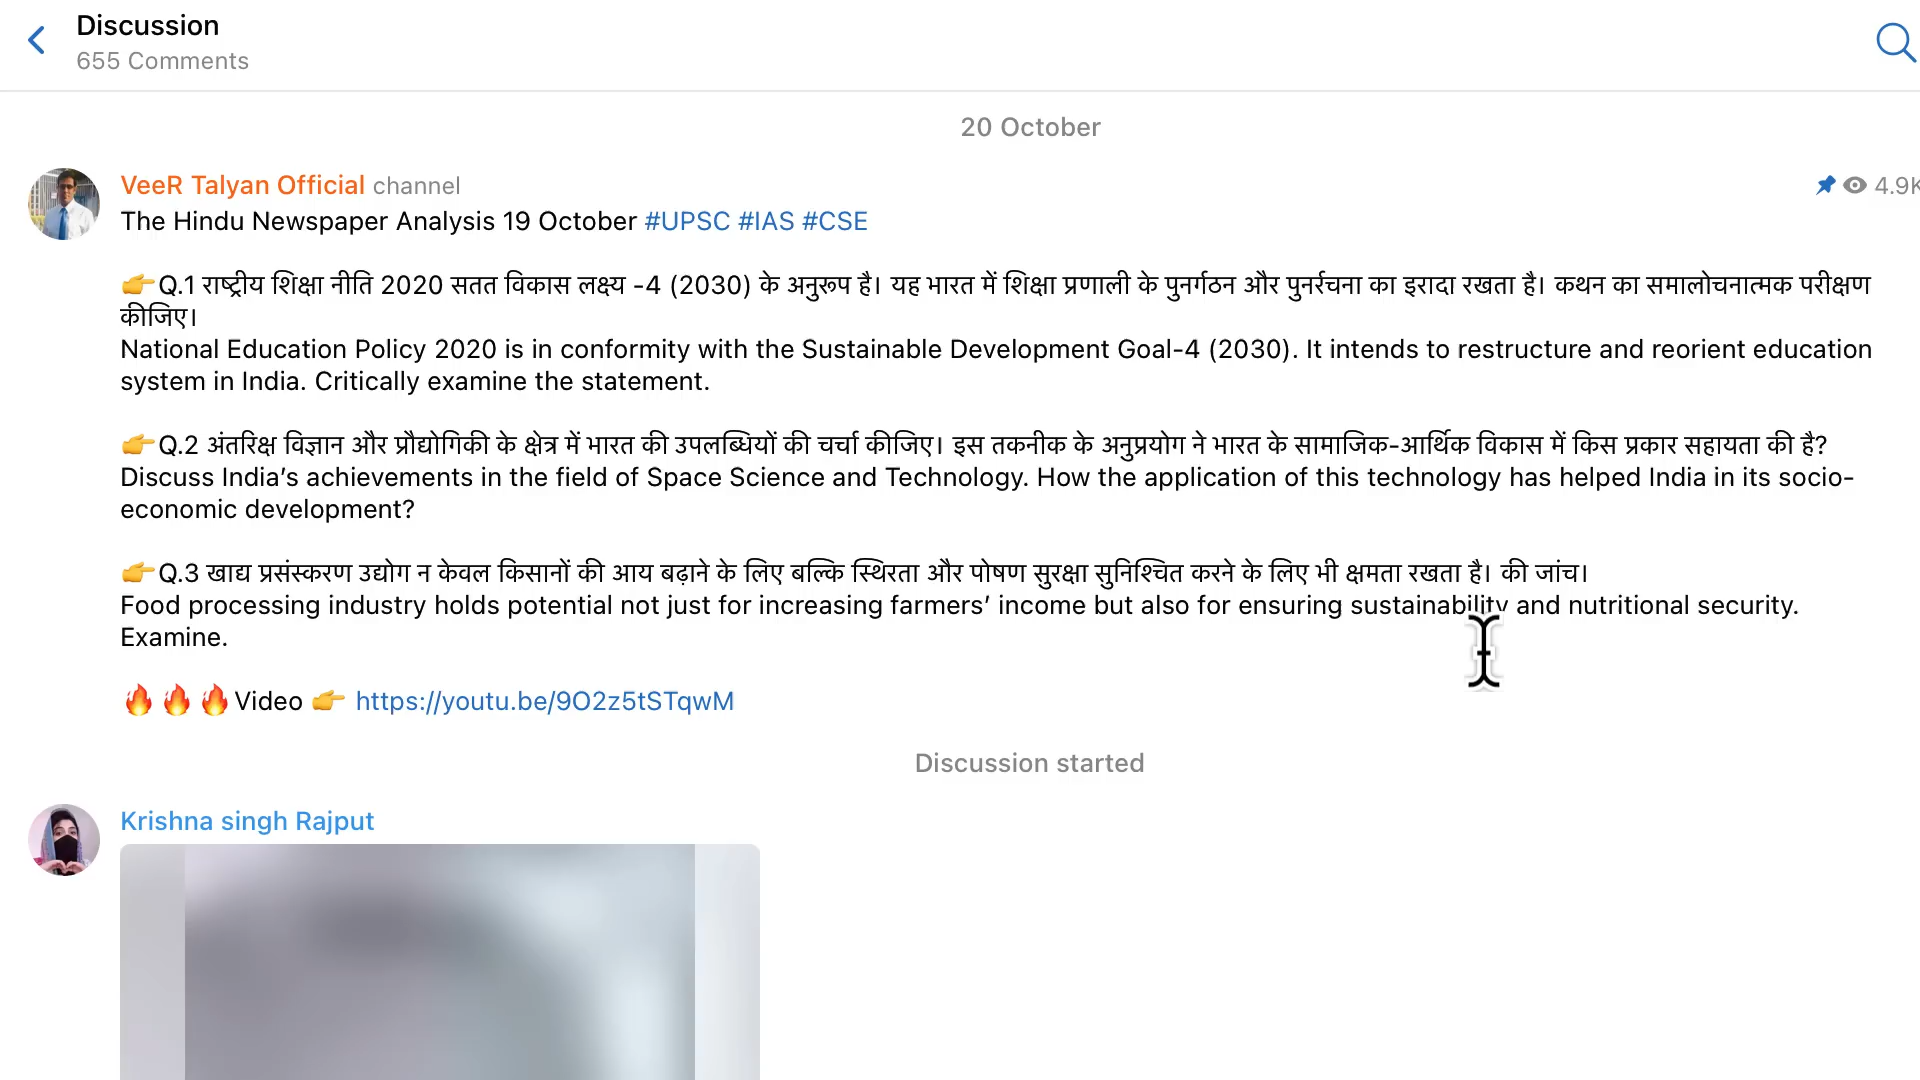 Discussion
655 Comments
20 October
VeeR Talyan Official channel
4.9K
The Hindu Newspaper Analysis 19 October #UPSC #IAS #CSE
👉Q.1 राष्ट्रीय शिक्षा नीति 2020 सतत विकास लक्ष्य -4 (2030) के अनुरूप है। यह भारत में शिक्षा प्रणाली के पुनर्गठन और पुनर्रचना का इरादा रखता है। कथन का समालोचनात्मक परीक्षण
कीजिए।
National Education Policy 2020 is in conformity with the Sustainable Development Goal-4 (2030). It intends to restructure and reorient education
system in India. Critically examine the statement.
👉Q.2 अंतरिक्ष विज्ञान और प्रौद्योगिकी के क्षेत्र में भारत की उपलब्धियों की चर्चा कीजिए। इस तकनीक के अनुप्रयोग ने भारत के सामाजिक-आर्थिक विकास में किस प्रकार सहायता की है?
Discuss India’s achievements in the field of Space Science and Technology. How the application of this technology has helped India in its socio-
economic development?
👉Q.3 खाद्य प्रसंस्करण उद्योग न केवल किसानों की आय बढ़ाने के लिए बल्कि स्थिरता और पोषण सुरक्षा सुनिश्चित करने के लिए भी क्षमता रखता है। की जांच।
Food processing industry holds potential not just for increasing farmers’ income but also for ensuring sustainability and nutritional security.
Examine.
🔥🔥🔥Video 👉 https://youtu.be/9O2z5tSTqwM
Discussion started
Krishna singh Rajput